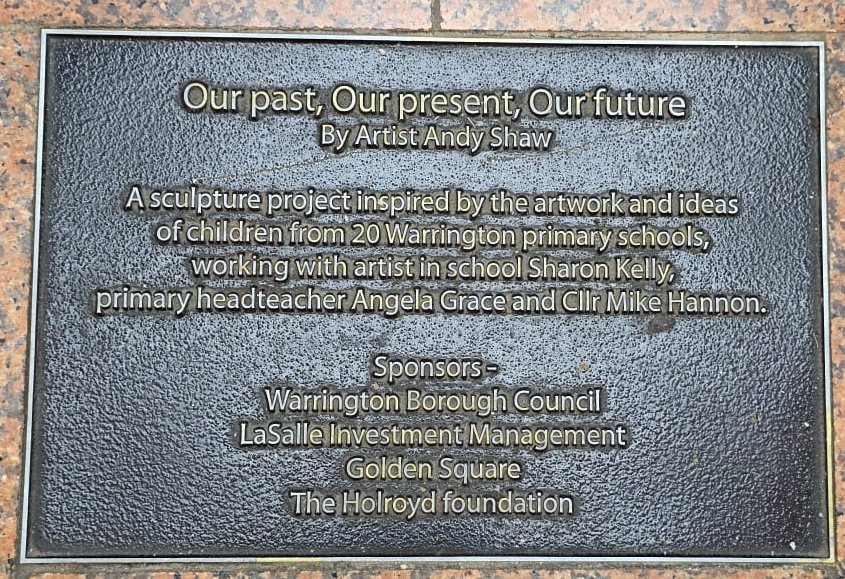 Our past, Our present, Our future
By Artist Andy Shaw
A sculpture project inspired by the artwork and ideas
of children from 20 Warrington primary schools,
working with artist in school Sharon Kelly,
primary headteacher Angela Grace and Cllr Mike Hannon.
Sponsors -
Warrington Borough Council
LaSalle Investment Management
Golden Square
The Holroyd foundation